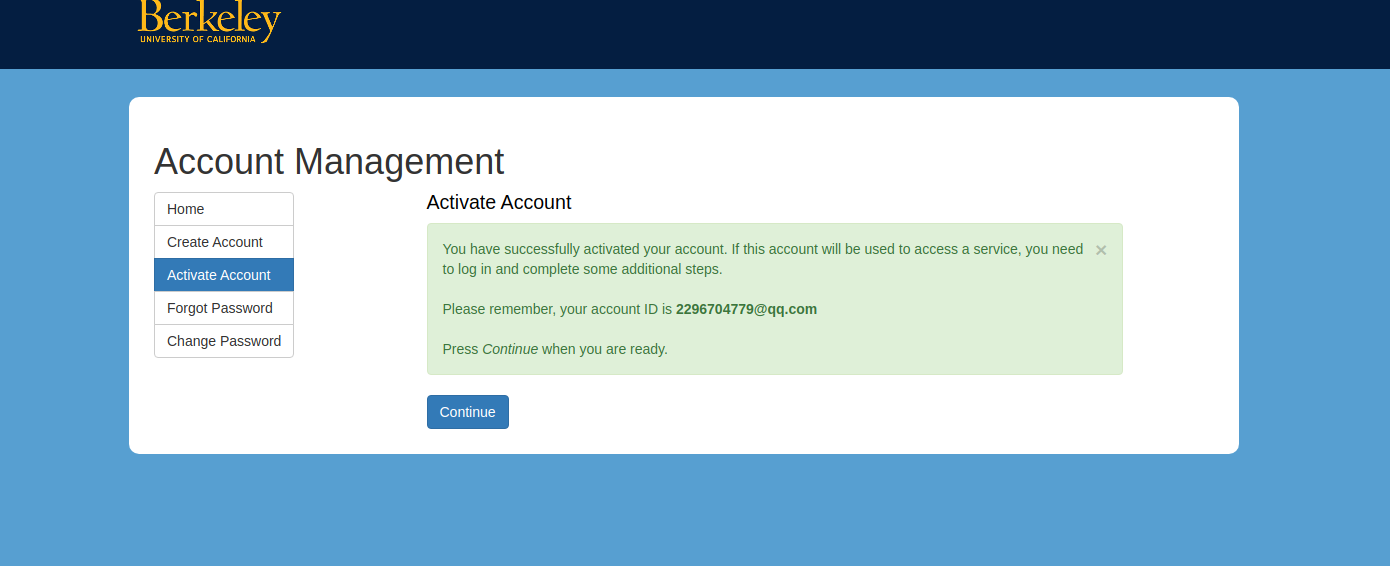 Berkeley
UNIVERSITY OF CALIFORNIA
Account Management
Home
Create Account
Activate Account
Forgot Password
Change Password
Activate Account
You have successfully activated your account. If this account will be used to access a service, you need
to log in and complete some additional steps.
Please remember, your account ID is 2296704779@qq.com
Press Continue when you are ready.
×
Continue